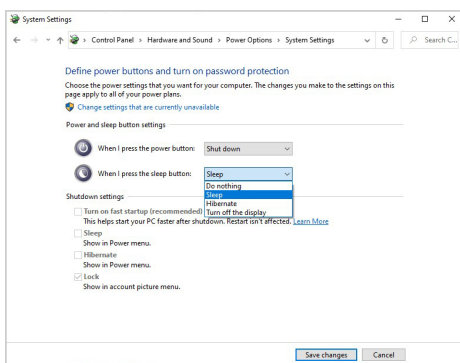 System Settings
Control Panel › Hardware and Sound › Power Options › System Settings
Search C...
Define power buttons and turn on password protection
Choose the power settings that you want for your computer. The changes you make to the settings on this
page apply to all of your power plans.
Change settings that are currently unavailable
Power and sleep button settings
When I press the power button: Shut down
When I press the sleep button: Sleep
Do nothing
Sleep
Hibernate
Turn off the display
Shutdown settings
Turn on fast startup (recommended)
This helps start your PC faster after shutdown. Restart isn't affected. Learn More
Sleep
Show in Power menu.
Hibernate
Show in Power menu.
Lock
Show in account picture menu.
Save changes Cancel